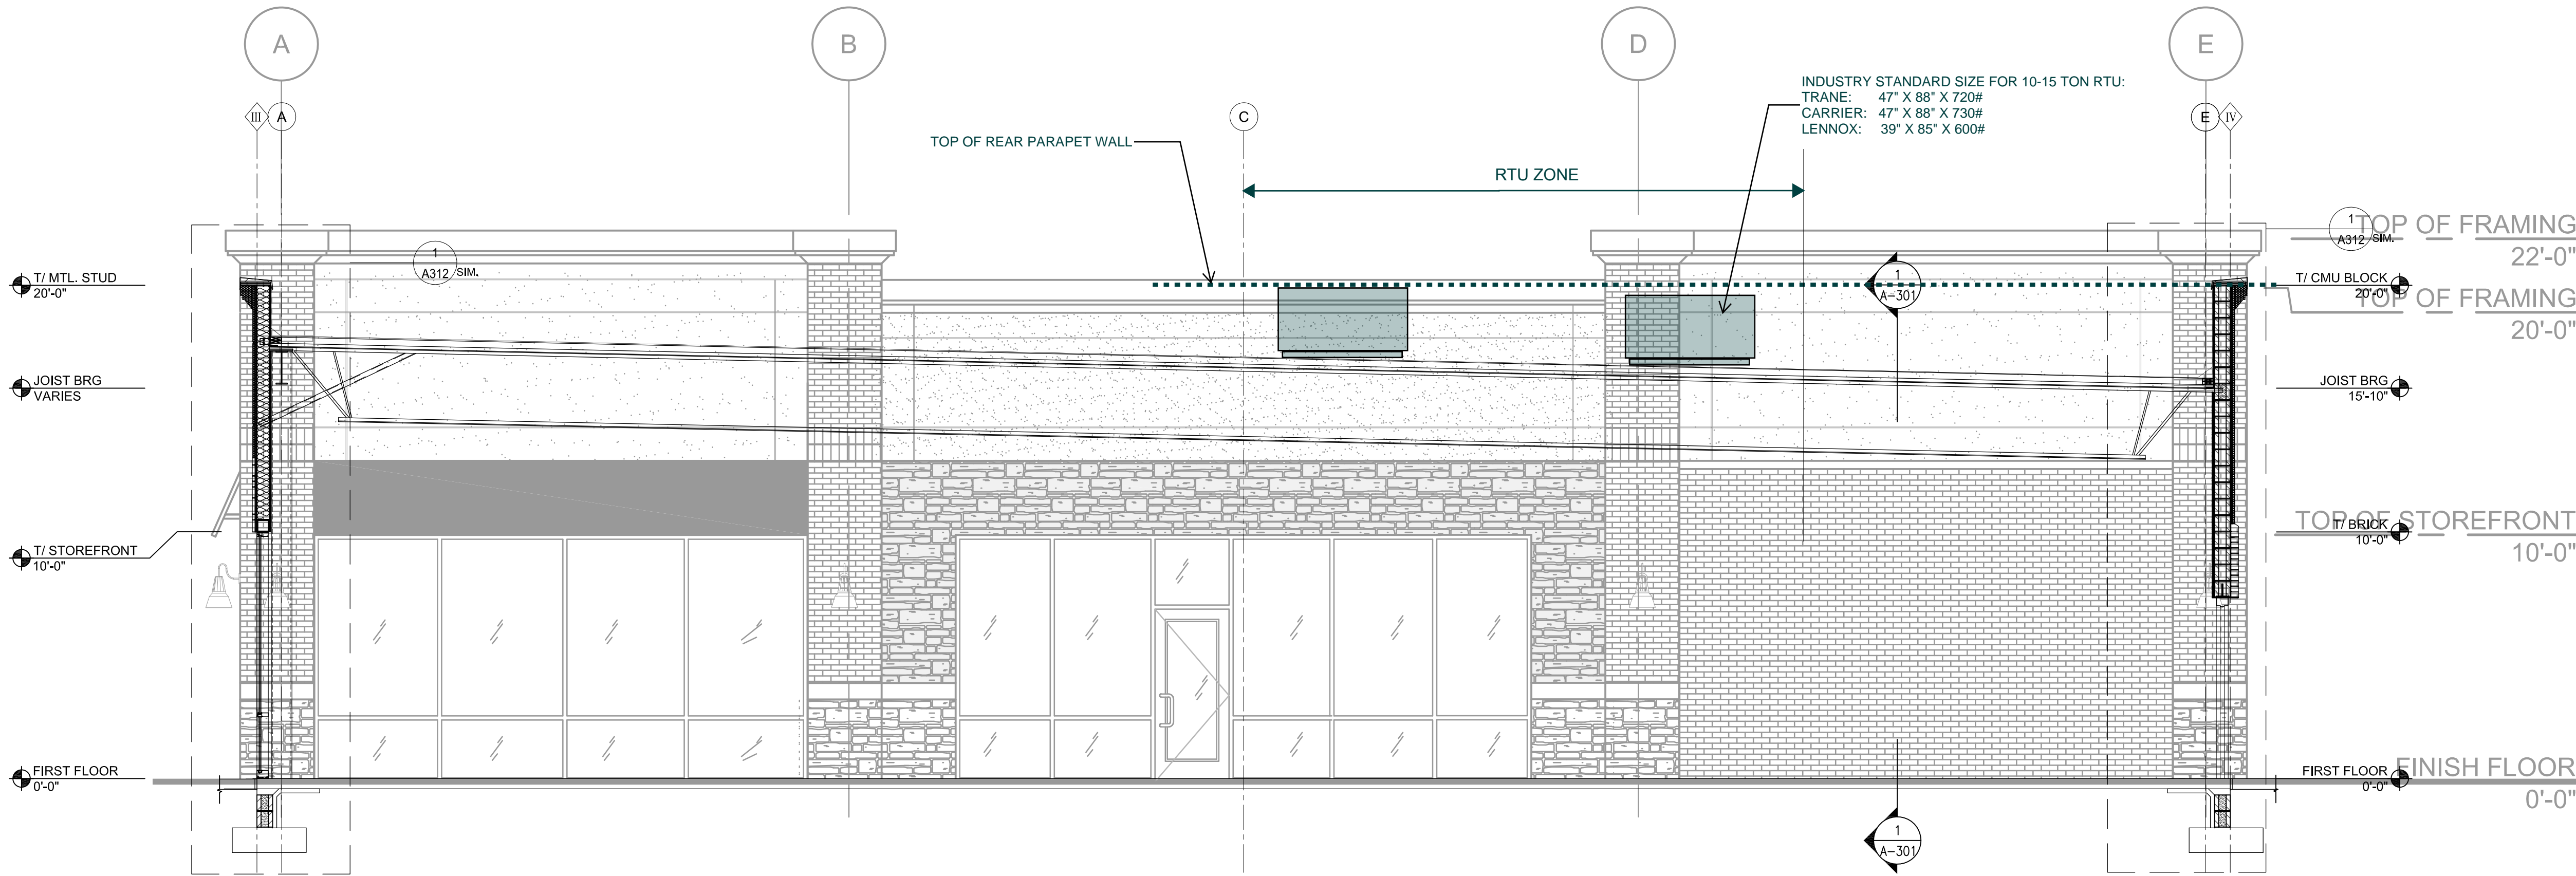 A
B
D
E
III
A
C
E
IV
INDUSTRY STANDARD SIZE FOR 10-15 TON RTU:
TRANE: 47" X 88" X 720#
CARRIER: 47" X 88" X 730#
LENNOX: 39" X 85" X 600#
TOP OF REAR PARAPET WALL
RTU ZONE
1
A312 SIM.
1
A312 SIM.
TOP OF FRAMING
22'-0"
T/ MTL. STUD
20'-0"
1
A-301
T/ CMU BLOCK
20'-0"
TOP OF FRAMING
20'-0"
JOIST BRG
VARIES
JOIST BRG
15'-10"
T/ STOREFRONT
10'-0"
T/ BRICK
10'-0"
TOP OF STOREFRONT
10'-0"
FIRST FLOOR
0'-0"
FIRST FLOOR
0'-0"
FINISH FLOOR
0'-0"
1
A-301